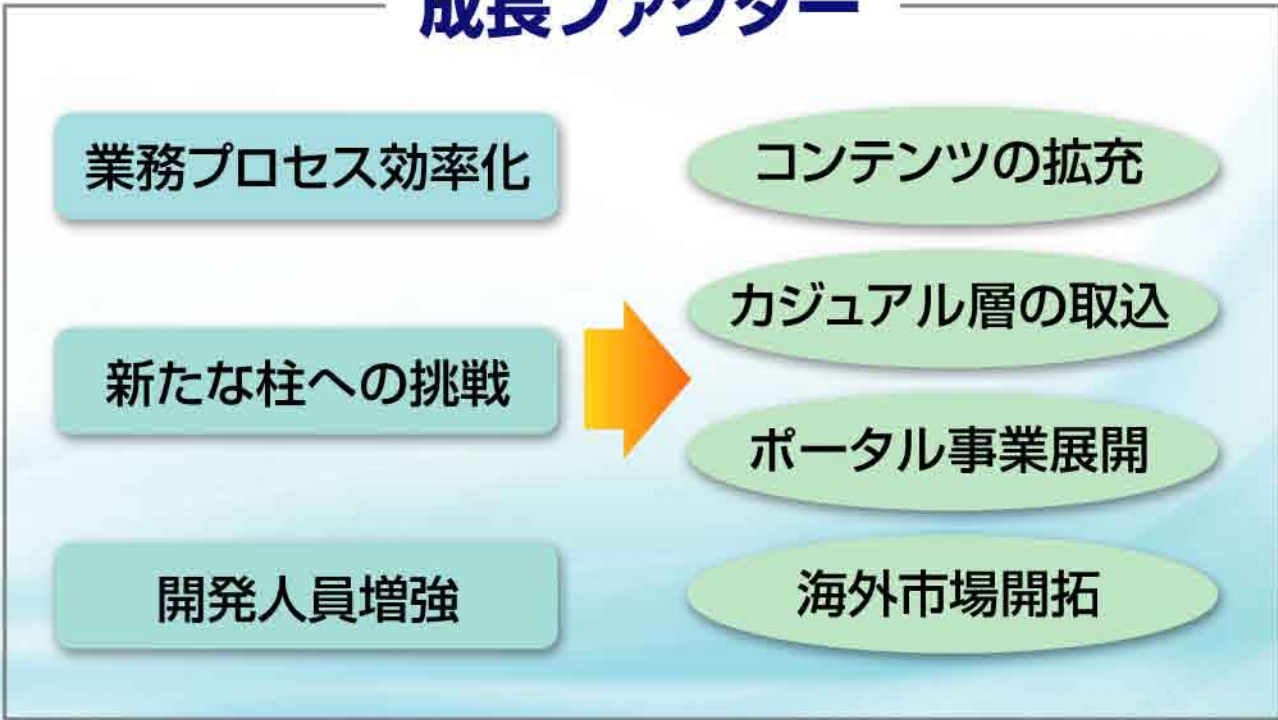 成長ファクター
業務プロセス効率化
新たな柱への挑戦
開発人員増強
コンテンツの拡充
カジュアル層の取込
ポータル事業展開
海外市場開拓